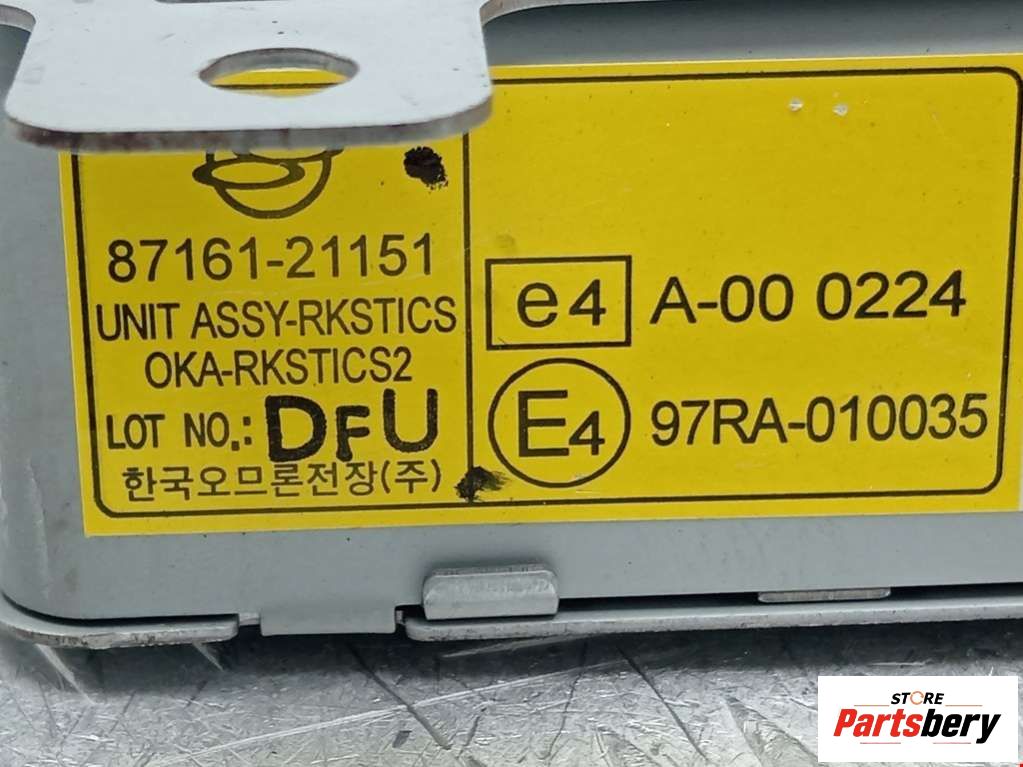 87161-21151
UNIT ASSY-RKSTICS
OKA-RKSTICS2
LOT NO.: DFU
한국오므론전장(주)
e4 A-00 0224
E4 97RA-010035
STORE
Partsbery